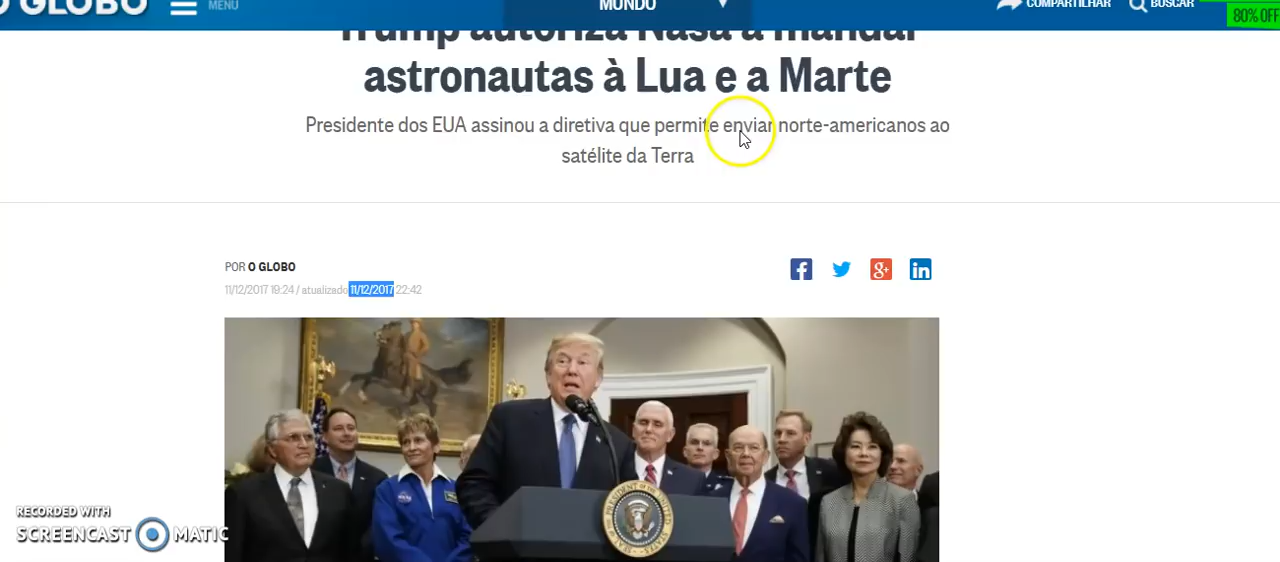 O GLOBO
MENU
MUNDO
COMPARTILHAR
BUSCAR
80% OFF
Trump autoriza Nasa a mandar
astronautas à Lua e a Marte
Presidente dos EUA assinou a diretiva que permite enviar norte-americanos ao
satélite da Terra
POR O GLOBO
11/12/2017 19:24 / atualizado 11/12/2017 22:42
RECORDED WITH
SCREENCAST MATIC